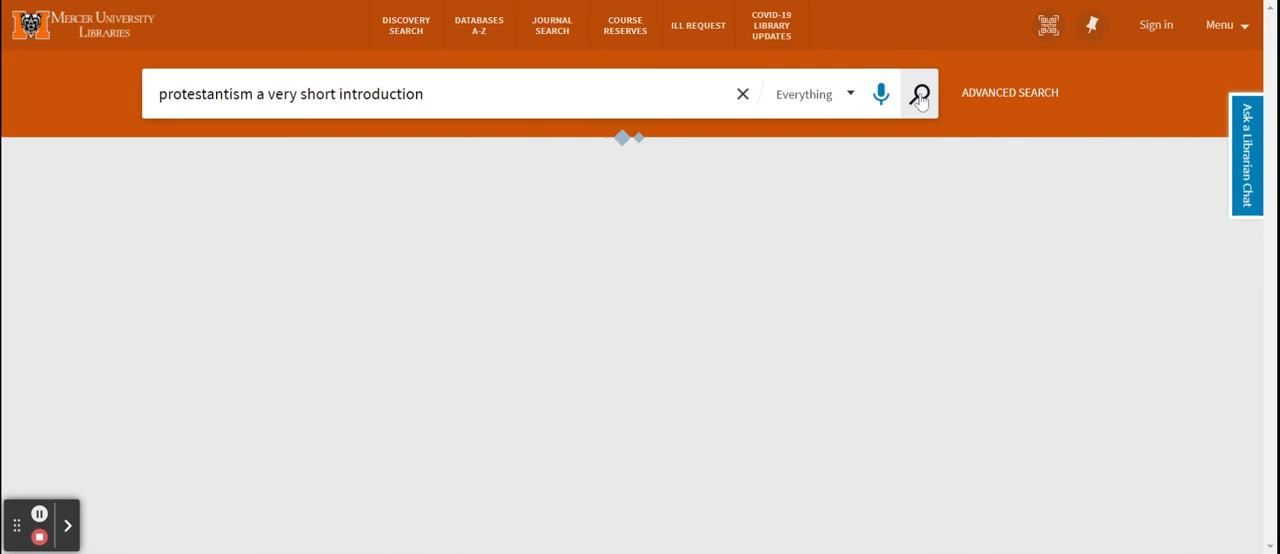 MERCER UNIVERSITY
LIBRARIES
DISCOVERY
SEARCH
DATABASES
A-Z
JOURNAL
SEARCH
COURSE
RESERVES
ILL REQUEST
COVID-19
LIBRARY
UPDATES
Sign in
Menu
protestantism a very short introduction
Everything
ADVANCED SEARCH
Ask a Librarian Chat